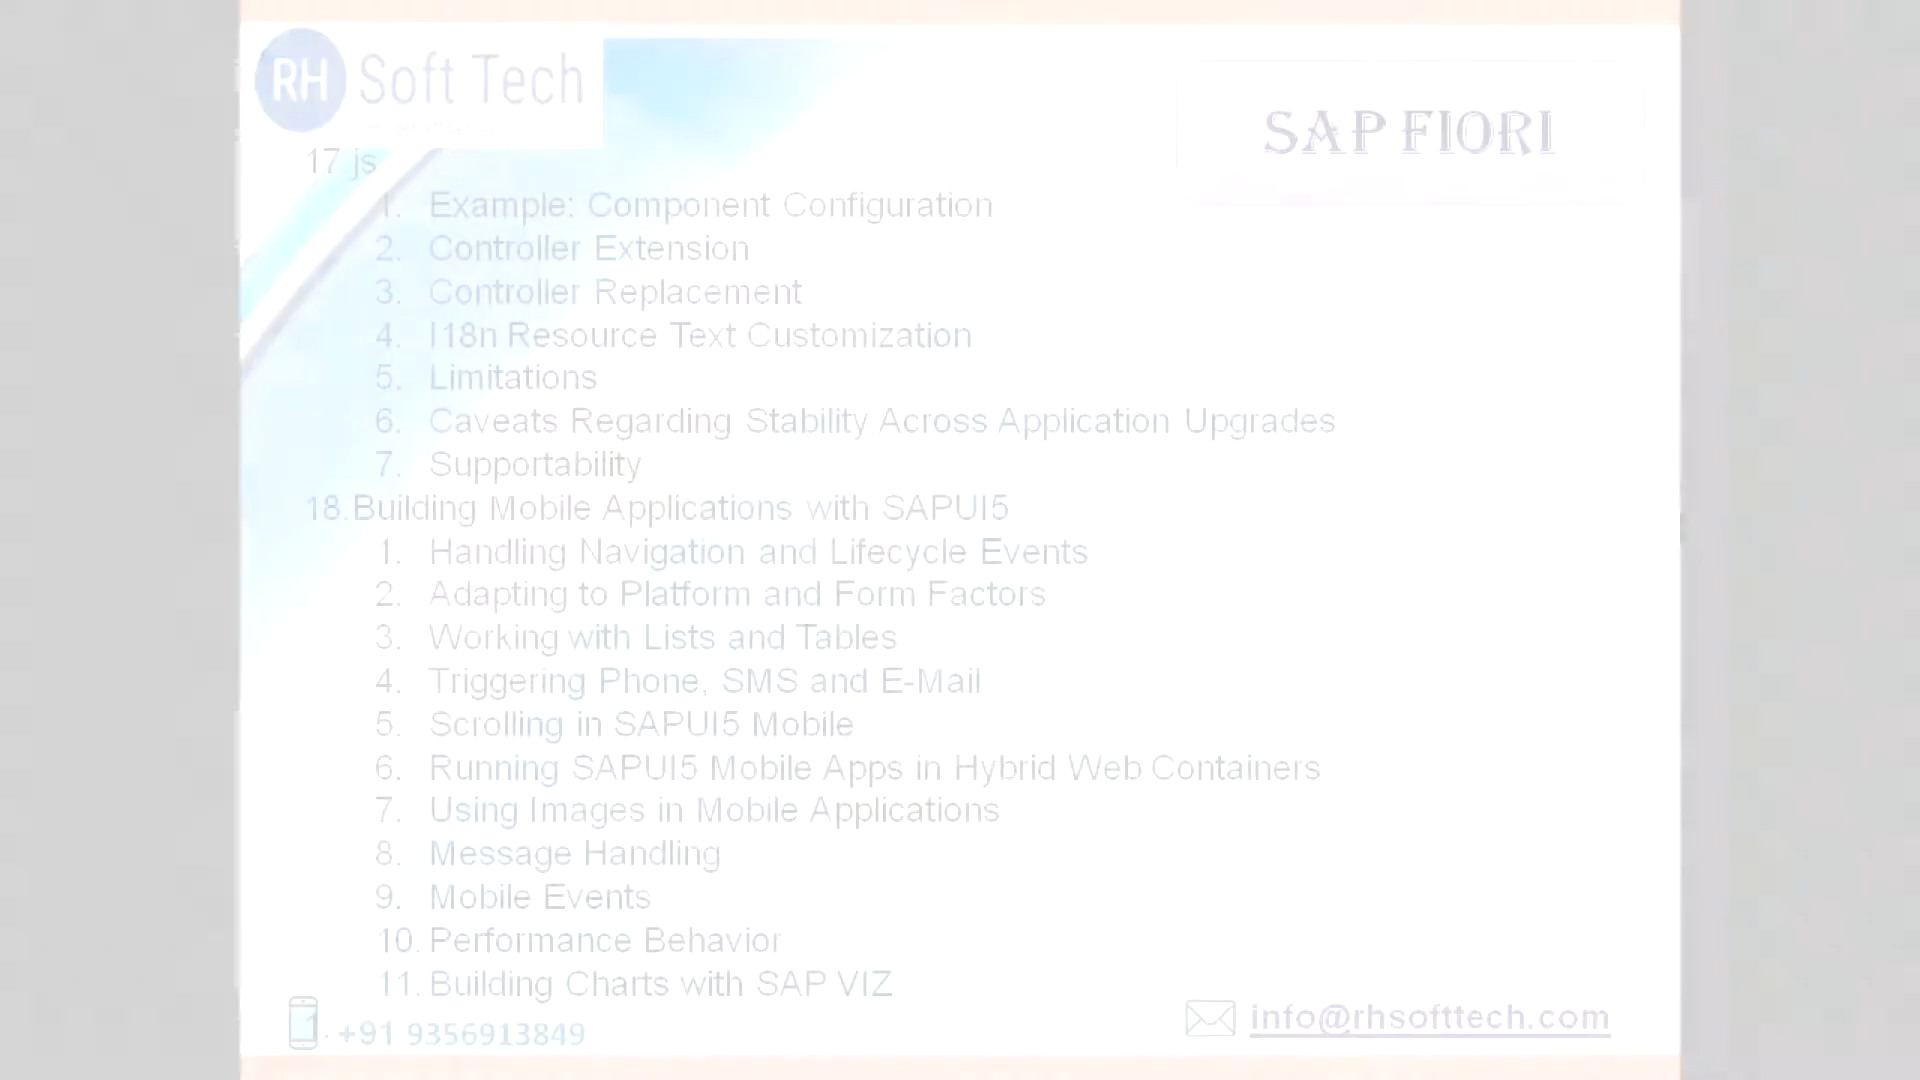 RH Soft Tech
SAP FIORI
17 js
1. Example: Component Configuration
2. Controller Extension
3. Controller Replacement
4. I18n Resource Text Customization
5. Limitations
6. Caveats Regarding Stability Across Application Upgrades
7. Supportability
18.Building Mobile Applications with SAPUI5
1. Handling Navigation and Lifecycle Events
2. Adapting to Platform and Form Factors
3. Working with Lists and Tables
4. Triggering Phone, SMS and E-Mail
5. Scrolling in SAPUI5 Mobile
6. Running SAPUI5 Mobile Apps in Hybrid Web Containers
7. Using Images in Mobile Applications
8. Message Handling
9. Mobile Events
10. Performance Behavior
11. Building Charts with SAP VIZ
1. +91 9356913849
info@rhsofttech.com